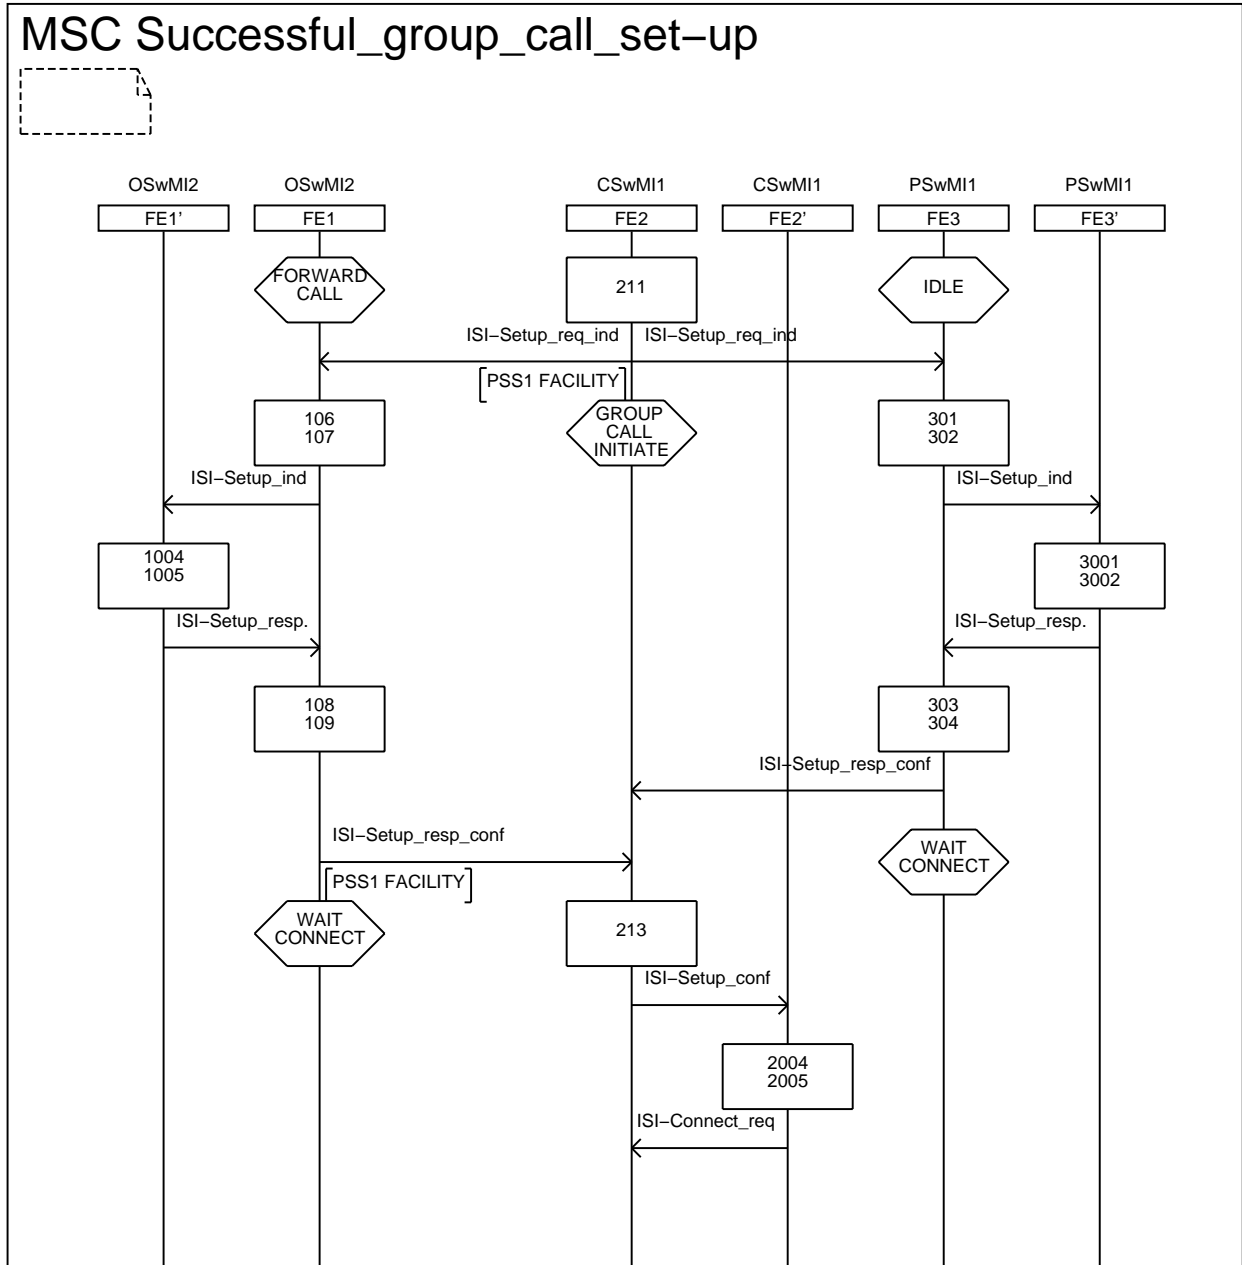 MSC Successful_group_call_set−up
OSwMI2 OSwMI2 CSwMI1 CSwMI1 PSwMI1 PSwMI1
FE1' FE1 FE2 FE2' FE3 FE3'
FORWARD
CALL
211
IDLE
ISI−Setup_req_ind ISI−Setup_req_ind
PSS1 FACILITY
106
107
GROUP
CALL
INITIATE
301
302
ISI−Setup_ind ISI−Setup_ind
1004
1005
3001
3002
ISI−Setup_resp. ISI−Setup_resp.
108
109
303
304
ISI−Setup_resp_conf
ISI−Setup_resp_conf
WAIT
CONNECT
PSS1 FACILITY
WAIT
CONNECT
213
ISI−Setup_conf
2004
2005
ISI−Connect_req